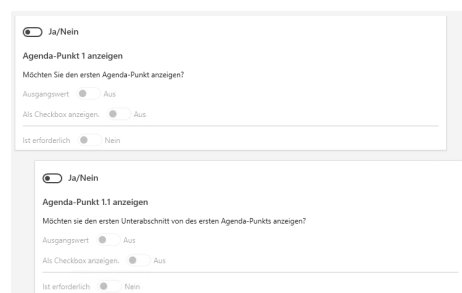 Ja/Nein
Agenda-Punkt 1 anzeigen
Möchten Sie den ersten Agenda-Punkt anzeigen?
Ausgangswert Aus
Als Checkbox anzeigen. Aus
Ist erforderlich Nein
Ja/Nein
Agenda-Punkt 1.1 anzeigen
Möchten sie den ersten Unterabschnitt von des ersten Agenda-Punkts anzeigen?
Ausgangswert Aus
Als Checkbox anzeigen. Aus
Ist erforderlich Nein